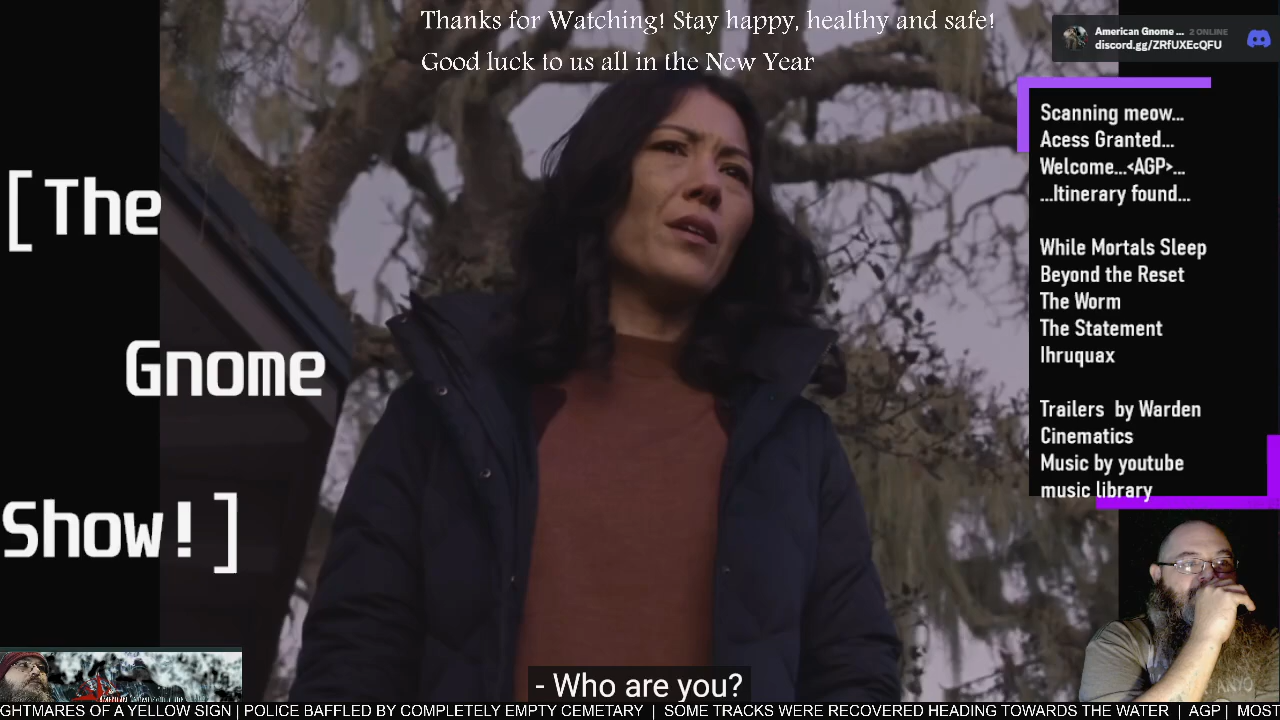 Thanks for Watching! Stay happy, healthy and safe!
Good luck to us all in the New Year
American Gnome ... 2 ONLINE
discord.gg/ZRfUXEcQFU
Scanning meow...
Acess Granted...
Welcome...<AGP>...
...Itinerary found...
While Mortals Sleep
Beyond the Reset
The Worm
The Statement
Ihruquax
Trailers by Warden
Cinematics
Music by youtube
music library
[The
Gnome
Show!]
- Who are you?
GHTMARES OF A YELLOW SIGN | POLICE BAFFLED BY COMPLETELY EMPTY CEMETARY | SOME TRACKS WERE RECOVERED HEADING TOWARDS THE WATER | AGP | MOST